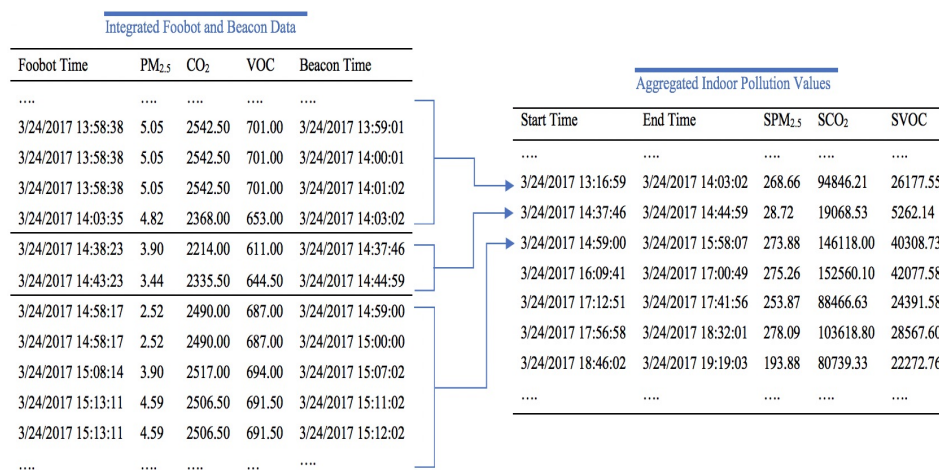 Integrated Foobot and Beacon Data
Foobot Time PM2.5 CO2 VOC Beacon Time
.... .... .... .... ....
3/24/2017 13:58:38 5.05 2542.50 701.00 3/24/2017 13:59:01
3/24/2017 13:58:38 5.05 2542.50 701.00 3/24/2017 14:00:01
3/24/2017 13:58:38 5.05 2542.50 701.00 3/24/2017 14:01:02
3/24/2017 14:03:35 4.82 2368.00 653.00 3/24/2017 14:03:02
3/24/2017 14:38:23 3.90 2214.00 611.00 3/24/2017 14:37:46
3/24/2017 14:43:23 3.44 2335.50 644.50 3/24/2017 14:44:59
3/24/2017 14:58:17 2.52 2490.00 687.00 3/24/2017 14:59:00
3/24/2017 14:58:17 2.52 2490.00 687.00 3/24/2017 15:00:00
3/24/2017 15:08:14 3.90 2517.00 694.00 3/24/2017 15:07:02
3/24/2017 15:13:11 4.59 2506.50 691.50 3/24/2017 15:11:02
3/24/2017 15:13:11 4.59 2506.50 691.50 3/24/2017 15:12:02
.... .... .... ... ....
Aggregated Indoor Pollution Values
Start Time End Time SPM2.5 SCO2 SVOC
.... .... .... .... ...
3/24/2017 13:16:59 3/24/2017 14:03:02 268.66 94846.21 26177.55
3/24/2017 14:37:46 3/24/2017 14:44:59 28.72 19068.53 5262.14
3/24/2017 14:59:00 3/24/2017 15:58:07 273.88 146118.00 40308.73
3/24/2017 16:09:41 3/24/2017 17:00:49 275.26 152560.10 42077.58
3/24/2017 17:12:51 3/24/2017 17:41:56 253.87 88466.63 24391.58
3/24/2017 17:56:58 3/24/2017 18:32:01 278.09 103618.80 28567.60
3/24/2017 18:46:02 3/24/2017 19:19:03 193.88 80739.33 22272.76
.... .... .... .... ....